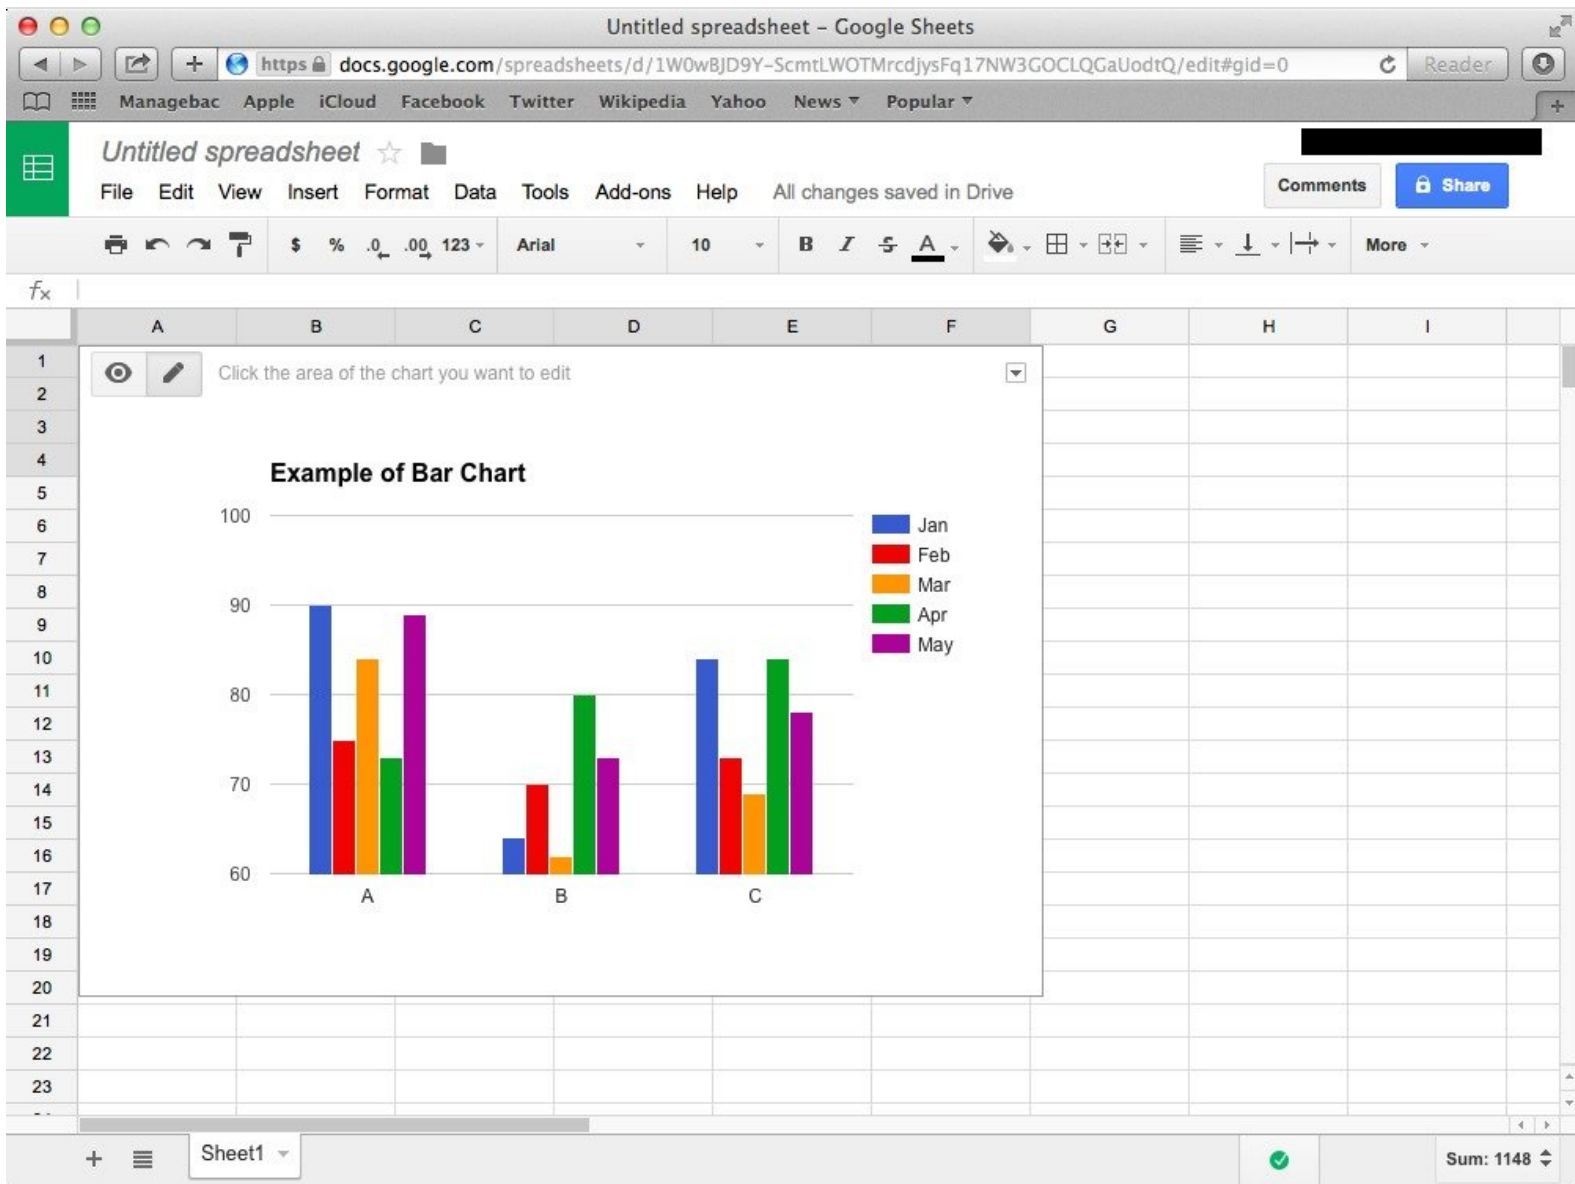 Untitled spreadsheet – Google Sheets
https docs.google.com/spreadsheets/d/1W0wBJD9Y-ScmtLWOTMrcdjysFq17NW3GOCLQGaUodtQ/edit#gid=0 Reader
Managebac Apple iCloud Facebook Twitter Wikipedia Yahoo News Popular
Untitled spreadsheet
File Edit View Insert Format Data Tools Add-ons Help All changes saved in Drive Comments Share
$ % .0 .00 123 Arial 10 B I S A More
fx
A B C D E F G H I
1
Click the area of the chart you want to edit
2
3
4
Example of Bar Chart
5
100
6
Jan
7
Feb
8
Mar
90
9
Apr
10
May
11
80
12
13
14
70
15
16
17
60
A B C
18
19
20
21
22
23
Sheet1 Sum: 1148